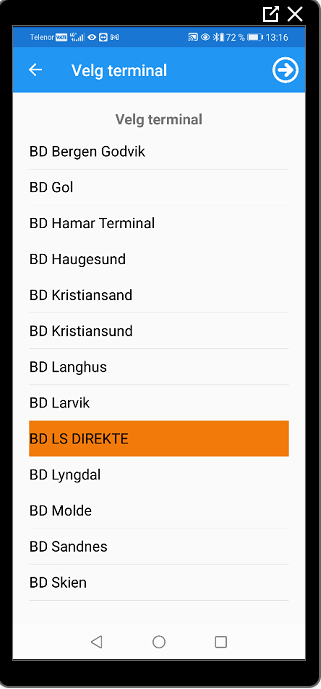 Telenor 72 % 13:16
Velg terminal
Velg terminal
BD Bergen Godvik
BD Gol
BD Hamar Terminal
BD Haugesund
BD Kristiansand
BD Kristiansund
BD Langhus
BD Larvik
BD LS DIREKTE
BD Lyngdal
BD Molde
BD Sandnes
BD Skien